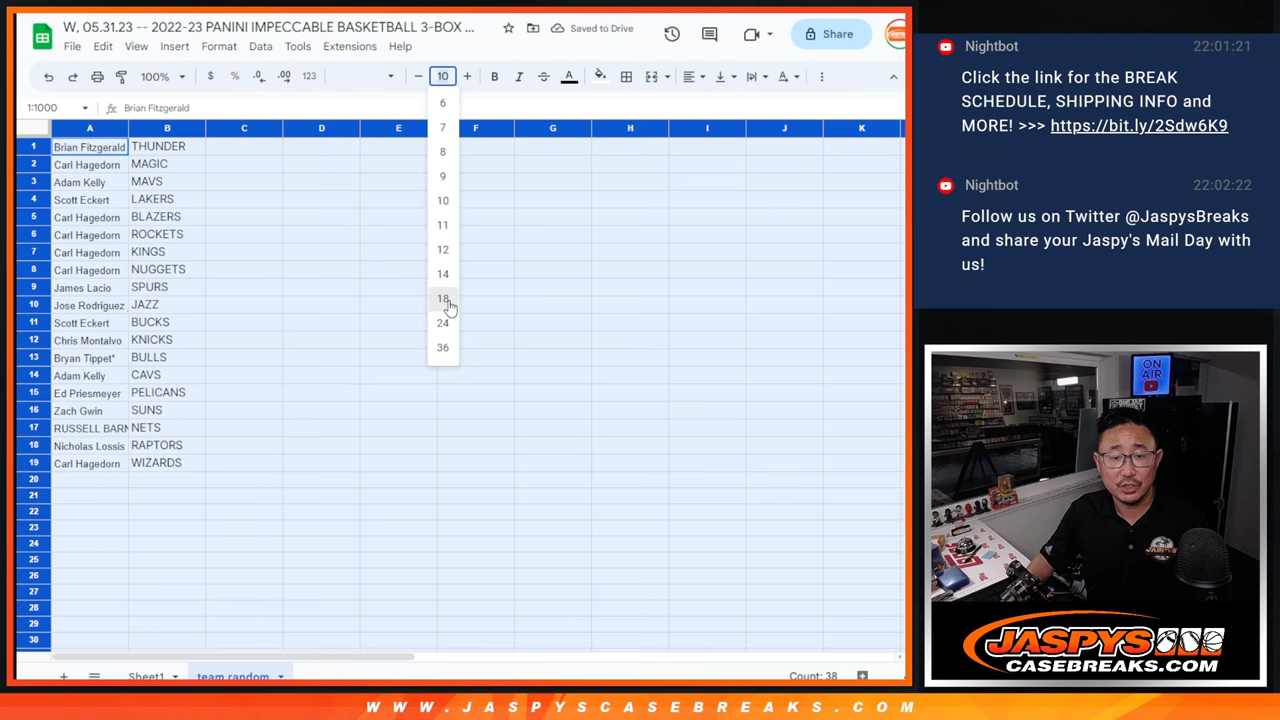 W, 05.31.23 -- 2022-23 PANINI IMPECCABLE BASKETBALL 3-BOX ...
Saved to Drive
Share
File Edit View Insert Format Data Tools Extensions Help
100% $ % .0 .00 123 10 B I S A
1:1000 fx Brian Fitzgerald
A B C D E F G H I J K
1 Brian Fitzgerald THUNDER
2 Carl Hagedorn MAGIC
3 Adam Kelly MAVS
4 Scott Eckert LAKERS
5 Carl Hagedorn BLAZERS
6 Carl Hagedorn ROCKETS
7 Carl Hagedorn KINGS
8 Carl Hagedorn NUGGETS
9 James Lacio SPURS
10 Jose Rodriguez JAZZ
11 Scott Eckert BUCKS
12 Chris Montalvo KNICKS
13 Bryan Tippet* BULLS
14 Adam Kelly CAVS
15 Ed Priesmeyer PELICANS
16 Zach Gwin SUNS
17 RUSSELL BARN NETS
18 Nicholas Lossis RAPTORS
19 Carl Hagedorn WIZARDS
20
21
22
23
24
25
26
27
28
29
30
6
7
8
9
10
11
12
14
18
24
36
Sheet1 team random Count: 38
Nightbot 22:01:21
Click the link for the BREAK
SCHEDULE, SHIPPING INFO and
MORE! >>> https://bit.ly/2Sdw6K9
Nightbot 22:02:22
Follow us on Twitter @JaspysBreaks
and share your Jaspy's Mail Day with
us!
ON
AIR
JASPYS
JASPYS
CASEBREAKS.COM
WWW.JASPYSCASEBREAKS.COM